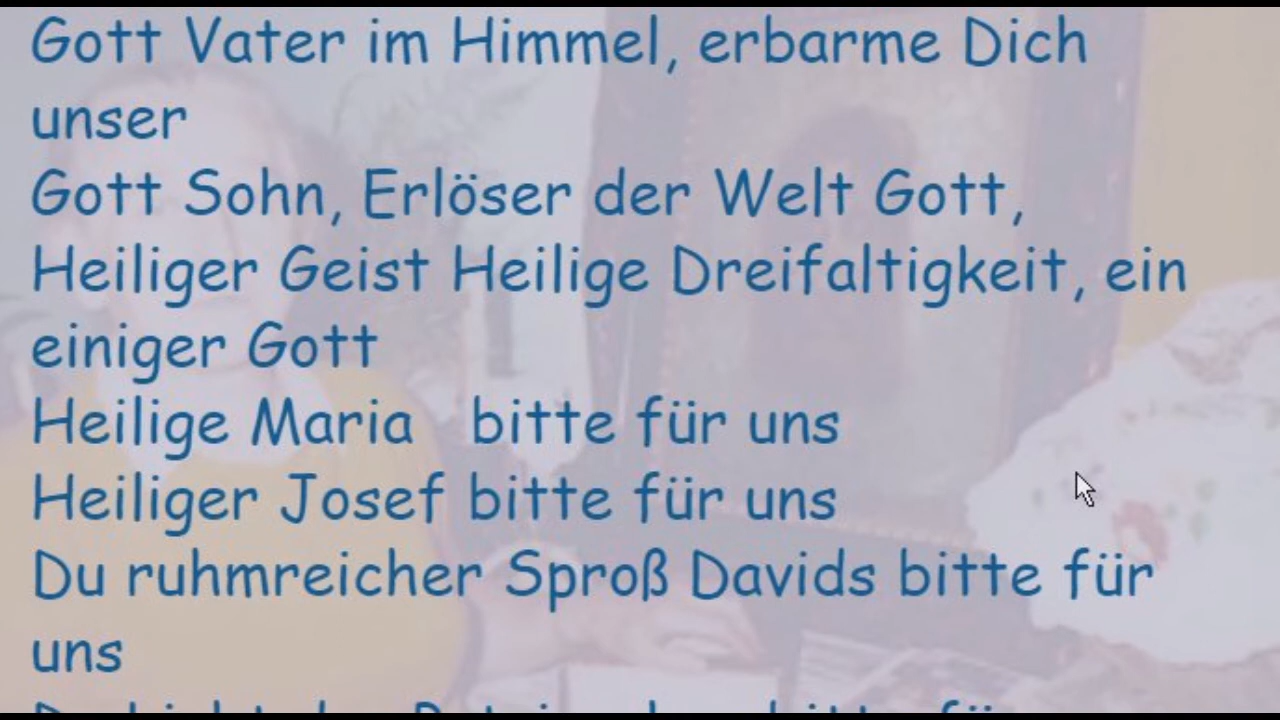 Gott Vater im Himmel, erbarme Dich
unser
Gott Sohn, Erlöser der Welt Gott,
Heiliger Geist Heilige Dreifaltigkeit, ein
einiger Gott
Heilige Maria   bitte für uns
Heiliger Josef bitte für uns
Du ruhmreicher Sproß Davids bitte für
uns